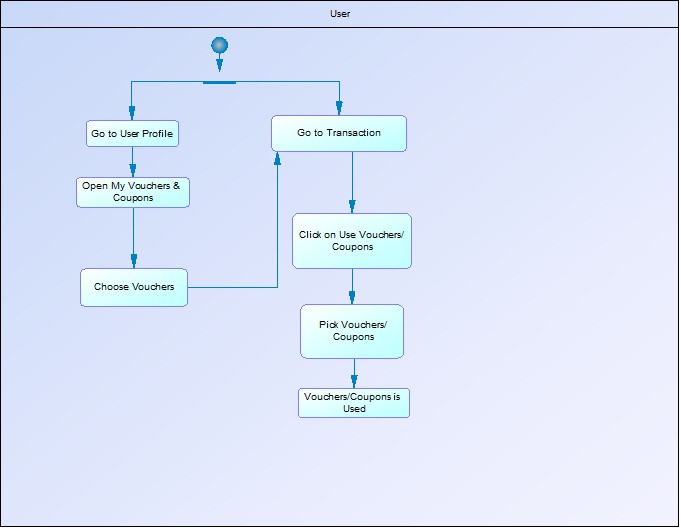 User
Go to User Profile
Go to Transaction
Open My Vouchers &
Coupons
Click on Use Vouchers/
Coupons
Choose Vouchers
Pick Vouchers/
Coupons
Vouchers/Coupons is
Used